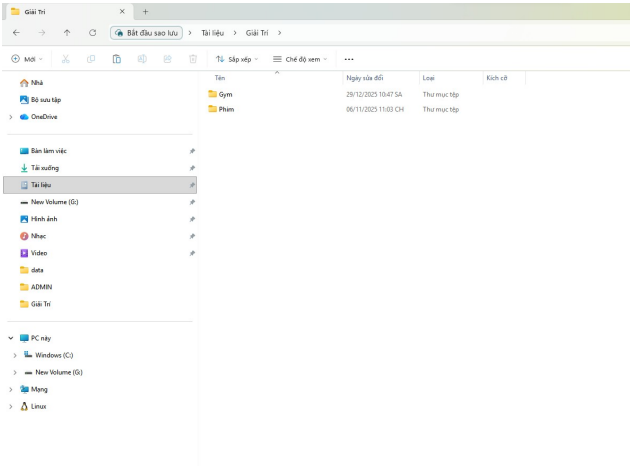 Giải Trí
Bắt đầu sao lưu > Tài liệu > Giải Trí >
Mới
Sắp xếp
Chế độ xem
Tên Ngày sửa đổi Loại Kích cỡ
Gym 29/12/2025 10:47 SA Thư mục tệp
Phim 06/11/2025 11:03 CH Thư mục tệp
Nhà
Bộ sưu tập
OneDrive
Bàn làm việc
Tải xuống
Tài liệu
New Volume (G:)
Hình ảnh
Nhạc
Video
data
ADMIN
Giải Trí
PC này
Windows (C:)
New Volume (G:)
Mạng
Linux